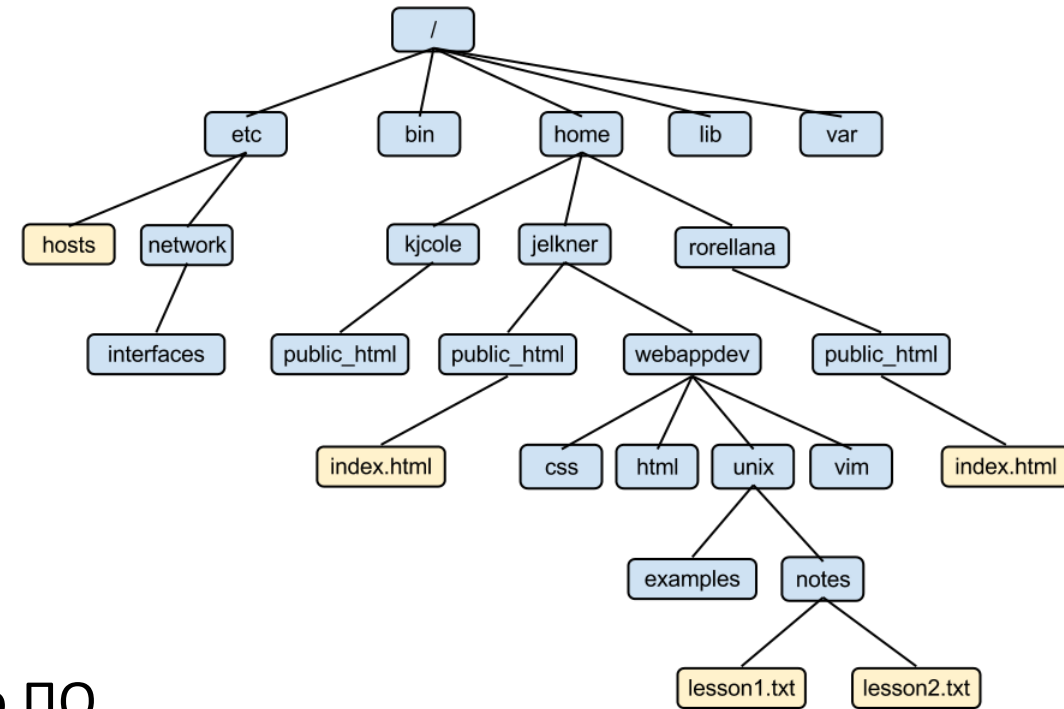 /
etc bin home lib var
hosts network kjcole jelkner rorellana
interfaces public_html public_html webappdev public_html
index.html css html unix vim index.html
examples notes
lesson1.txt lesson2.txt
ПО